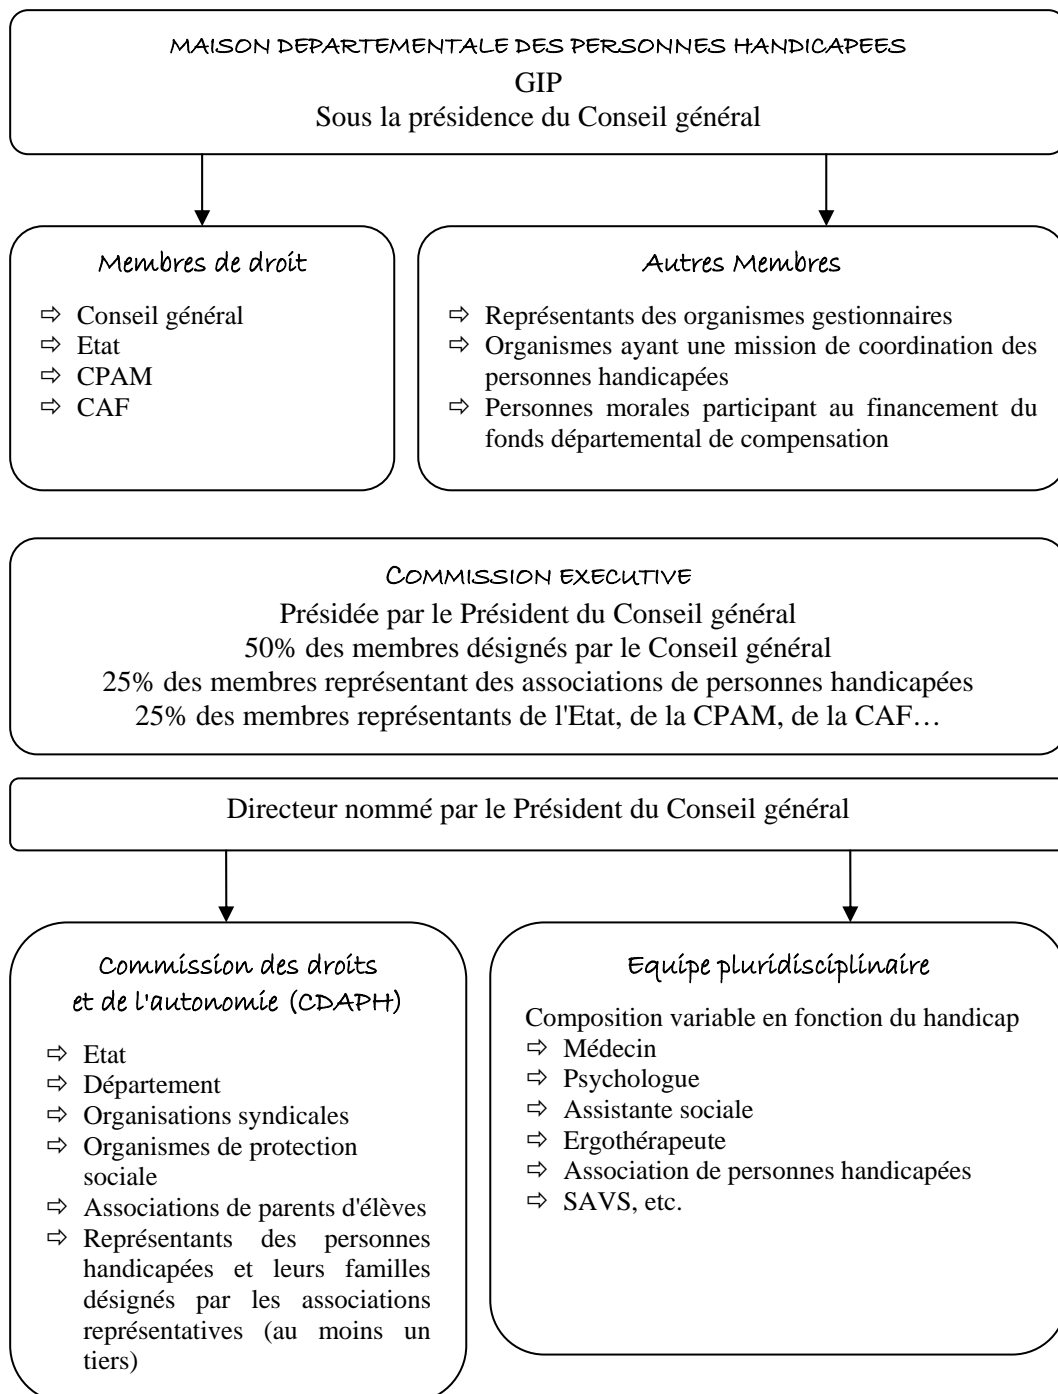 MAISON DEPARTEMENTALE DES PERSONNES HANDICAPEES
GIP
Sous la présidence du Conseil général
Membres de droit
⇨ Conseil général
⇨ Etat
⇨ CPAM
⇨ CAF
Autres Membres
⇨ Représentants des organismes gestionnaires
⇨ Organismes ayant une mission de coordination des
personnes handicapées
⇨ Personnes morales participant au financement du
fonds départemental de compensation
COMMISSION EXECUTIVE
Présidée par le Président du Conseil général
50% des membres désignés par le Conseil général
25% des membres représentant des associations de personnes handicapées
25% des membres représentants de l'Etat, de la CPAM, de la CAF…
Directeur nommé par le Président du Conseil général
Commission des droits
et de l'autonomie (CDAPH)
⇨ Etat
⇨ Département
⇨ Organisations syndicales
⇨ Organismes de protection
sociale
⇨ Associations de parents d'élèves
⇨ Représentants des personnes
handicapées et leurs familles
désignés par les associations
représentatives (au moins un
tiers)
Equipe pluridisciplinaire
Composition variable en fonction du handicap
⇨ Médecin
⇨ Psychologue
⇨ Assistante sociale
⇨ Ergothérapeute
⇨ Association de personnes handicapées
⇨ SAVS, etc.